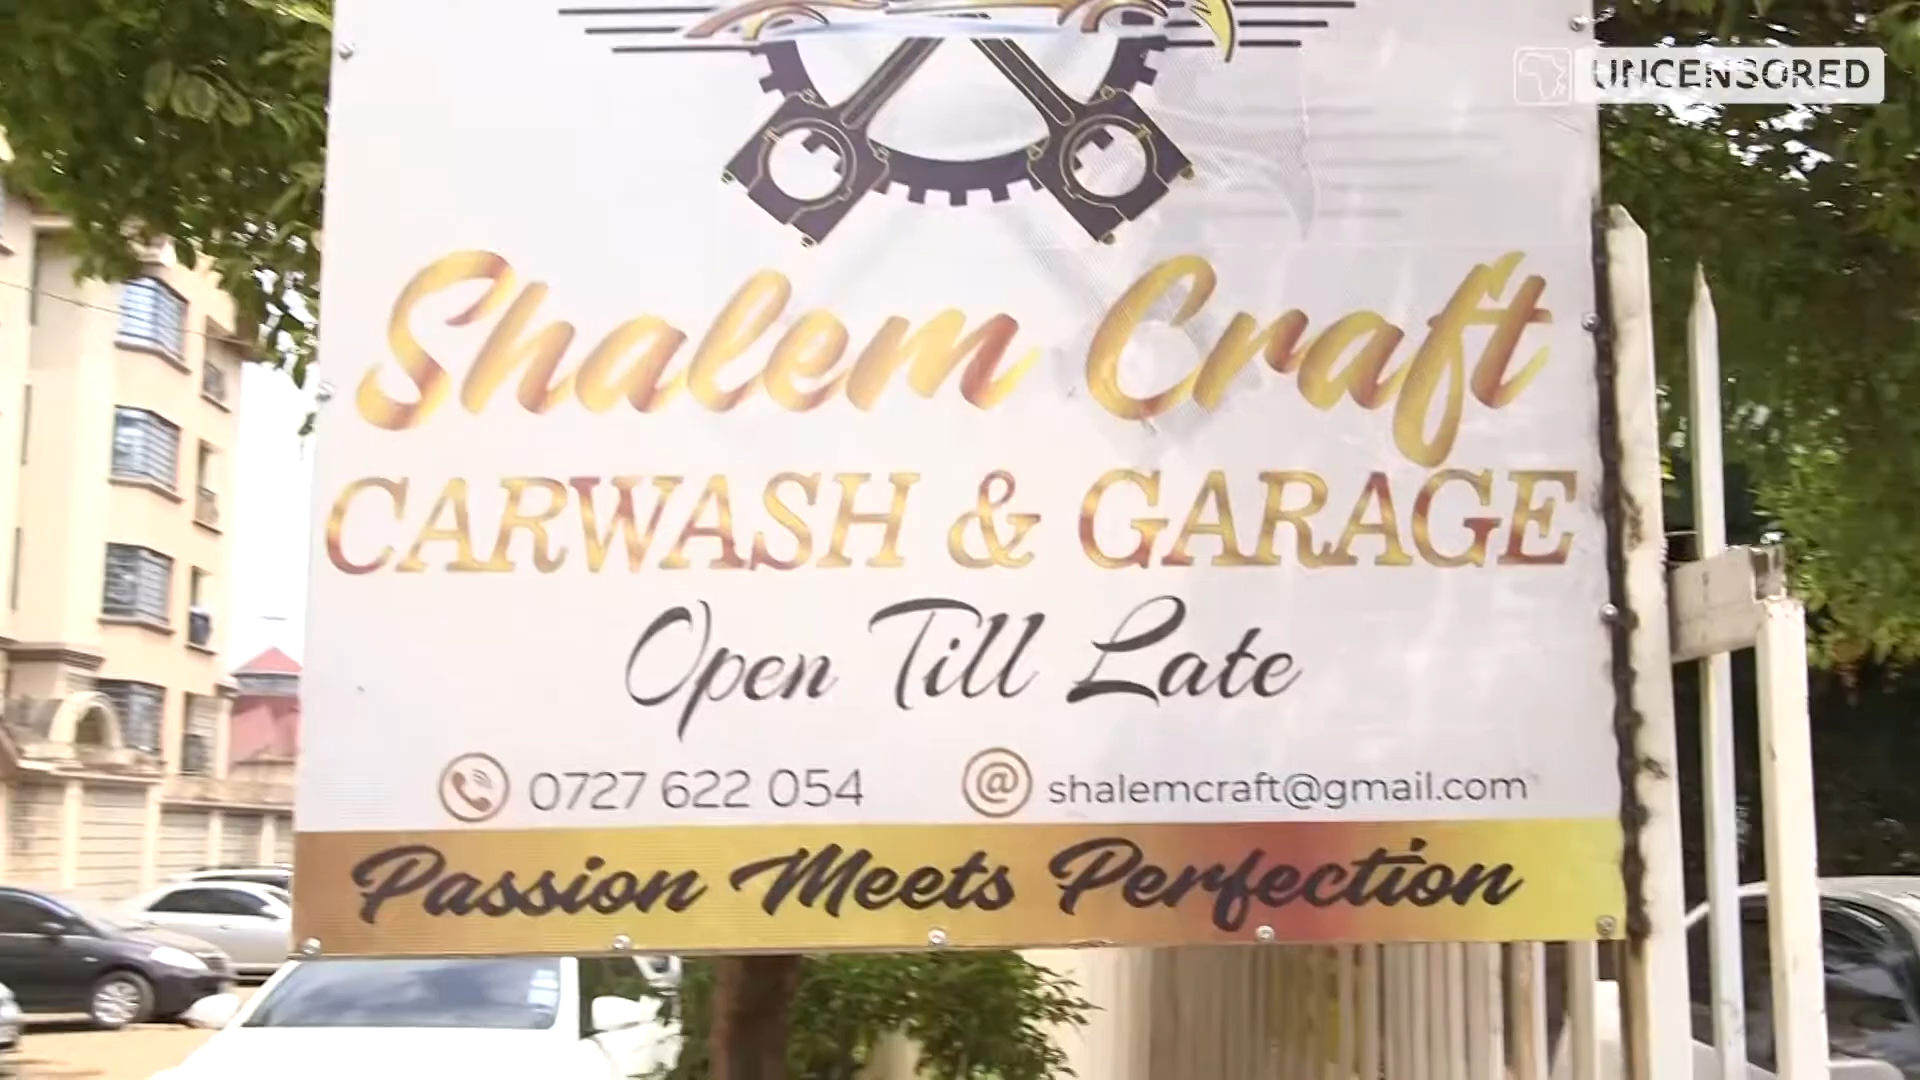 UNCENSORED
Shalem Craft
CARWASH & GARAGE
Open Till Late
0727 622 054 shalemcraft@gmail.com
Passion Meets Perfection